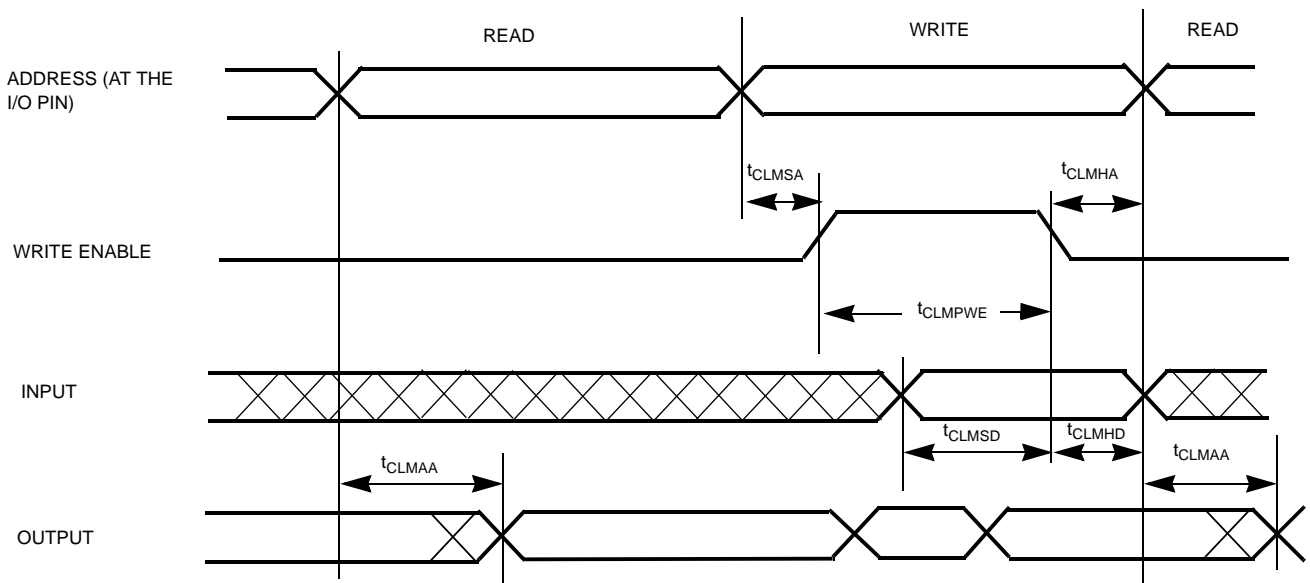 READ
WRITE
READ
ADDRESS (AT THE
I/O PIN)
tCLMSA
tCLMHA
WRITE ENABLE
tCLMPWE
INPUT
tCLMSD
tCLMHD
tCLMAA
tCLMAA
OUTPUT